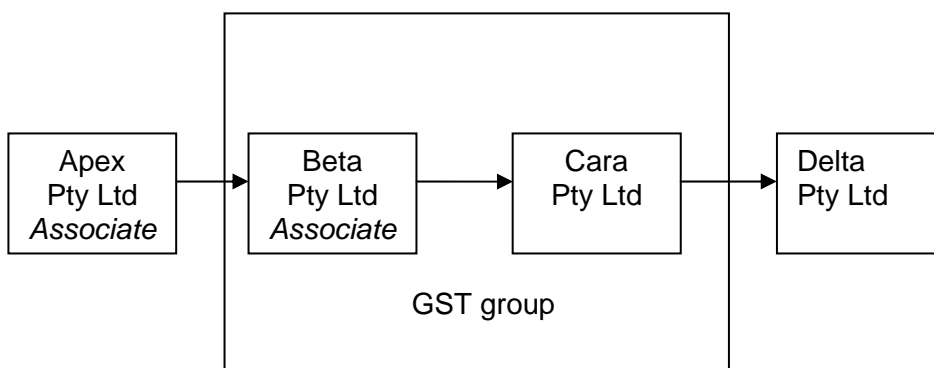 Apex
Pty Ltd
Associate
Beta
Pty Ltd
Associate
Cara
Pty Ltd
Delta
Pty Ltd
GST group